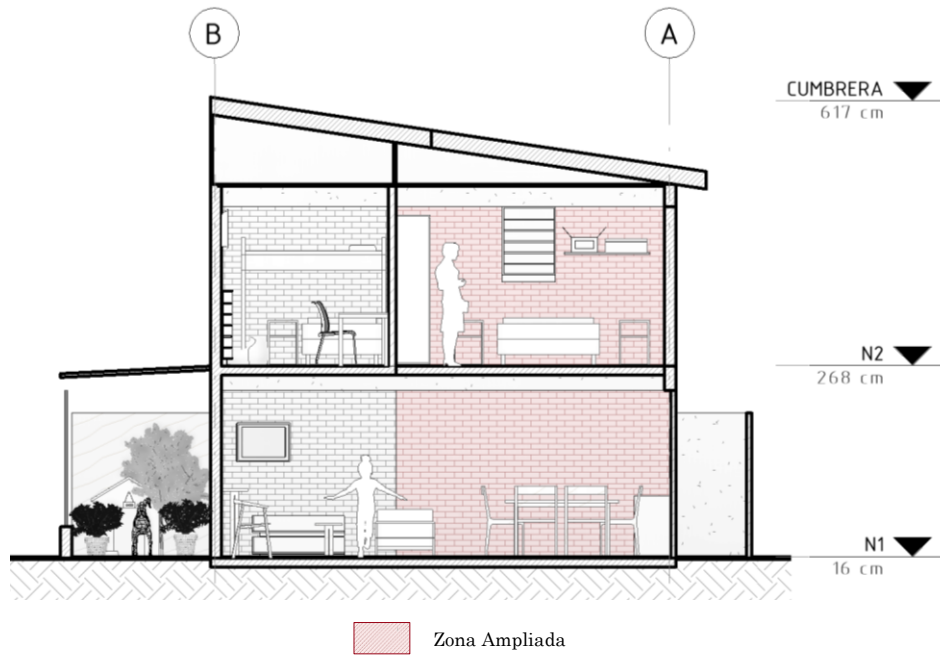 B
A
CUMBRERA
617 cm
N2
268 cm
N1
16 cm
Zona Ampliada